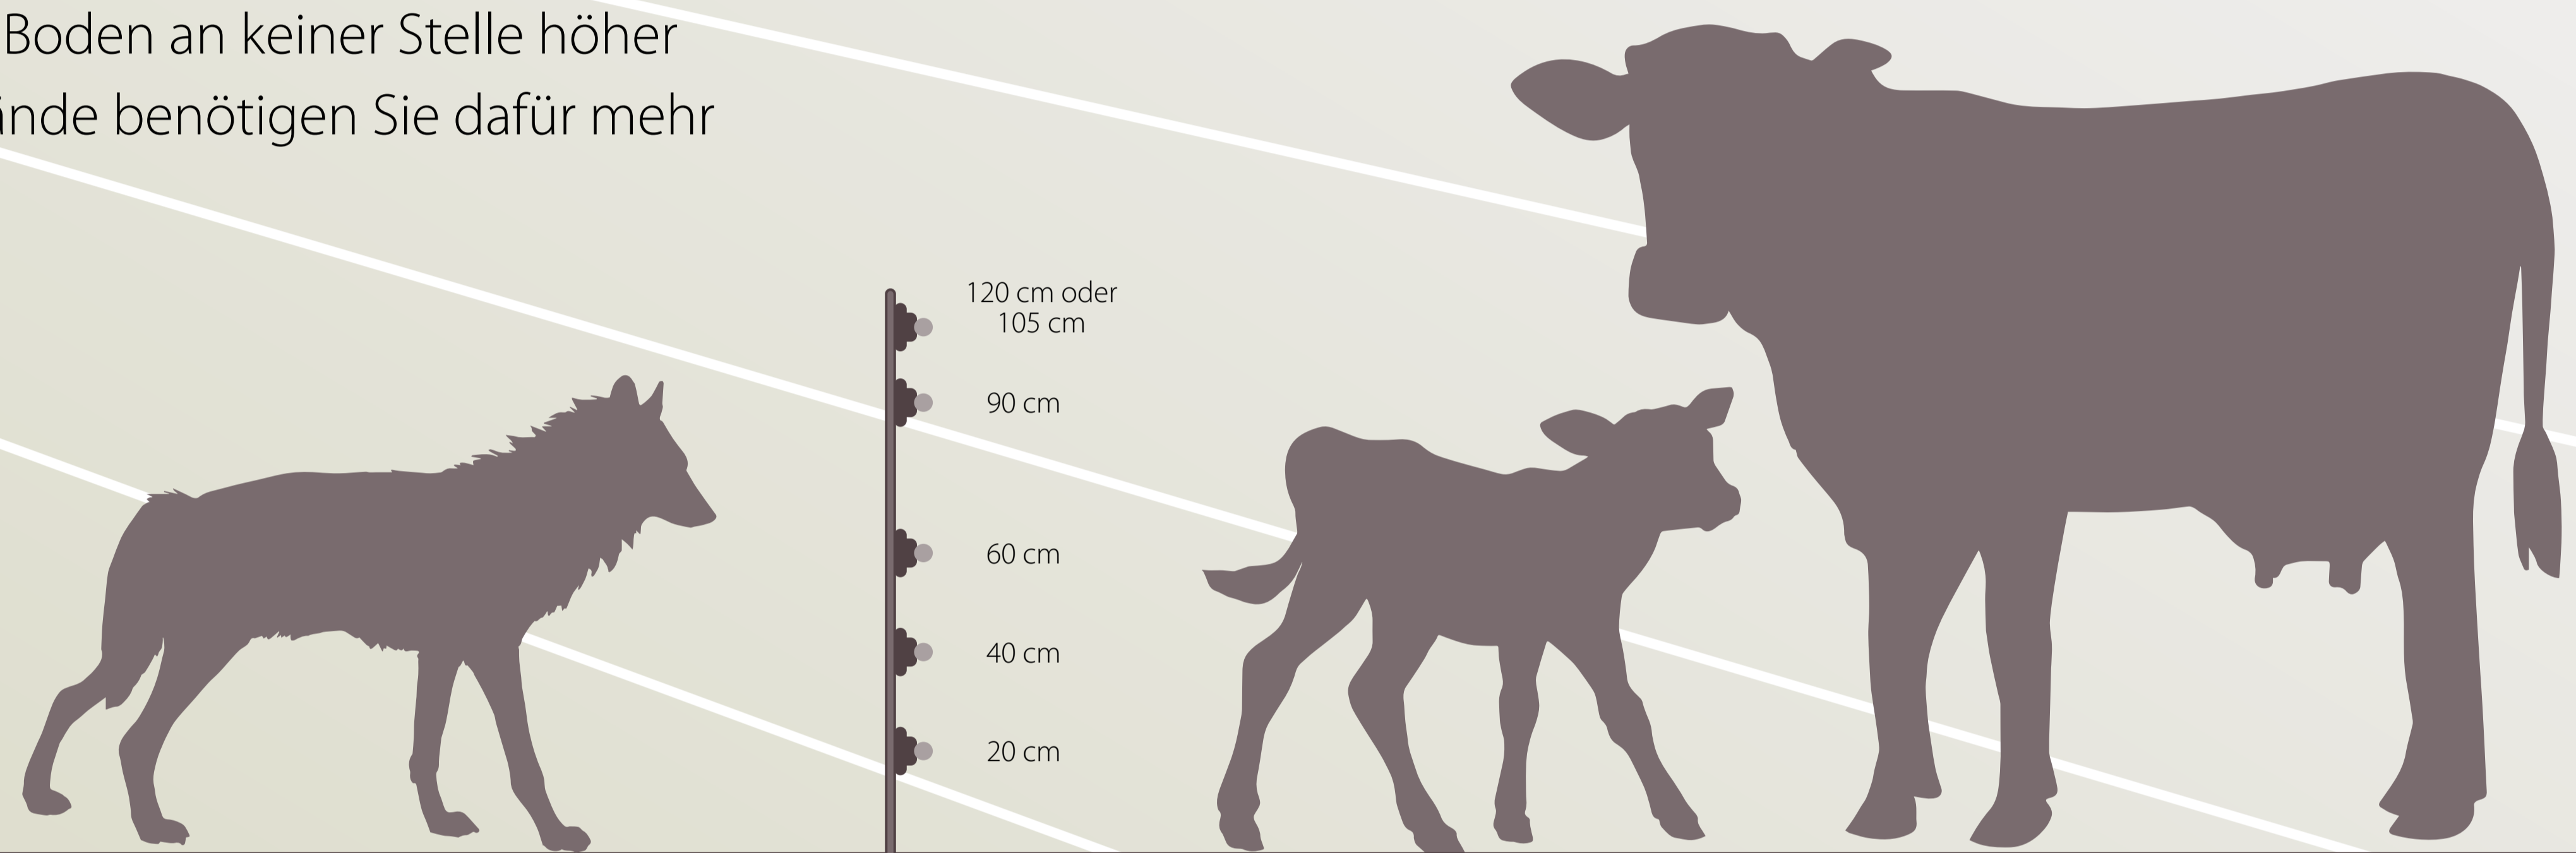 Boden an keiner Stelle höher
benötigen Sie dafür mehr
120 cm oder
105 cm
90 cm
60 cm
40 cm
20 cm